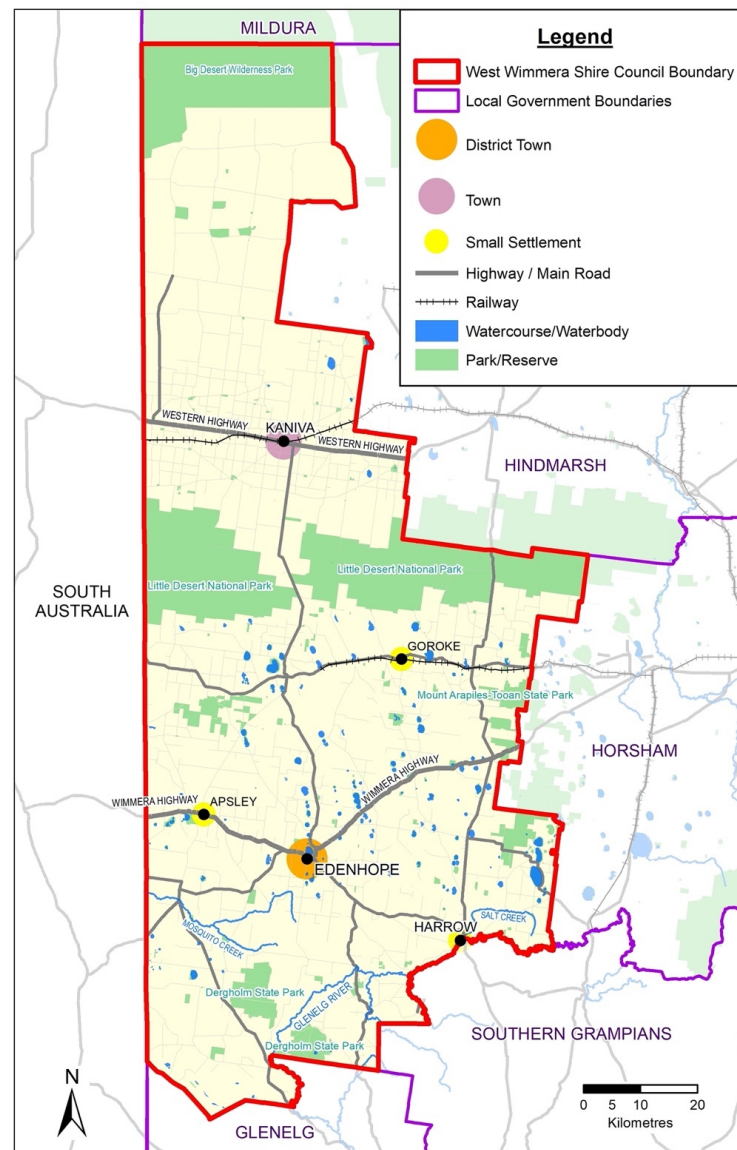 MILDURA
Big Desert Wilderness Park
Legend
West Wimmera Shire Council Boundary
Local Government Boundaries
District Town
Town
Small Settlement
Highway / Main Road
Railway
Watercourse/Waterbody
Park/Reserve
WESTERN HIGHWAY
KANIVA
WESTERN HIGHWAY
HINDMARSH
Little Desert National Park
Little Desert National Park
SOUTH
AUSTRALIA
GOROKE
Mount Arapiles-Tooan State Park
HORSHAM
WIMMERA HIGHWAY
WIMMERA HIGHWAY
APSLEY
EDENHOPE
HARROW
SALT CREEK
MOSQUITO CREEK
Dergholm State Park
GLENELG RIVER
Dergholm State Park
SOUTHERN GRAMPIANS
N
GLENELG
0 5 10 20
Kilometres